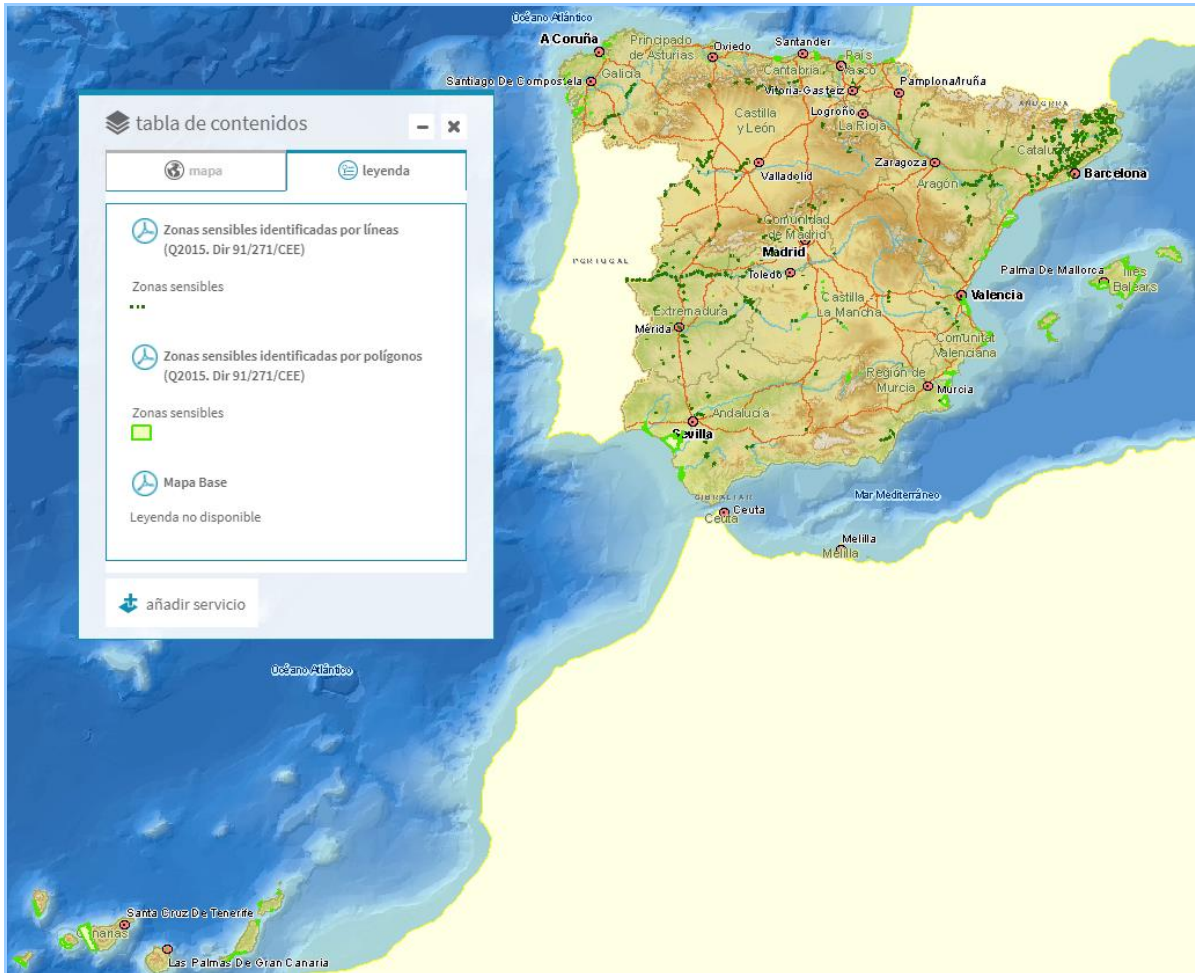 Océano Atlántico
A Coruña
Principado
de Asturias
Oviedo
Santander
País
Vasco
Cantabria
Santiago De Compostela
Galicia
Vitoria-Gasteiz
Pamplona/Iruña
ANDORRA
Logroño
La Rioja
Castilla
y León
Cataluña
Zaragoza
Aragón
Barcelona
Valladolid
Comunidad
de Madrid
Madrid
PORTUGAL
Toledo
Palma De Mallorca
Illes
Balears
Castilla
La Mancha
Valencia
Extremadura
Mérida
Comunitat
Valenciana
Región de
Murcia
Murcia
Andalucía
Sevilla
GIBRALTAR
Ceuta
Ceuta
Mar Mediterráneo
Melilla
Melilla
tabla de contenidos
mapa
leyenda
Zonas sensibles identificadas por líneas
(Q2015. Dir 91/271/CEE)
Zonas sensibles
Zonas sensibles identificadas por polígonos
(Q2015. Dir 91/271/CEE)
Zonas sensibles
Mapa Base
Leyenda no disponible
añadir servicio
Océano Atlántico
Santa Cruz De Tenerife
Canarias
Las Palmas De Gran Canaria